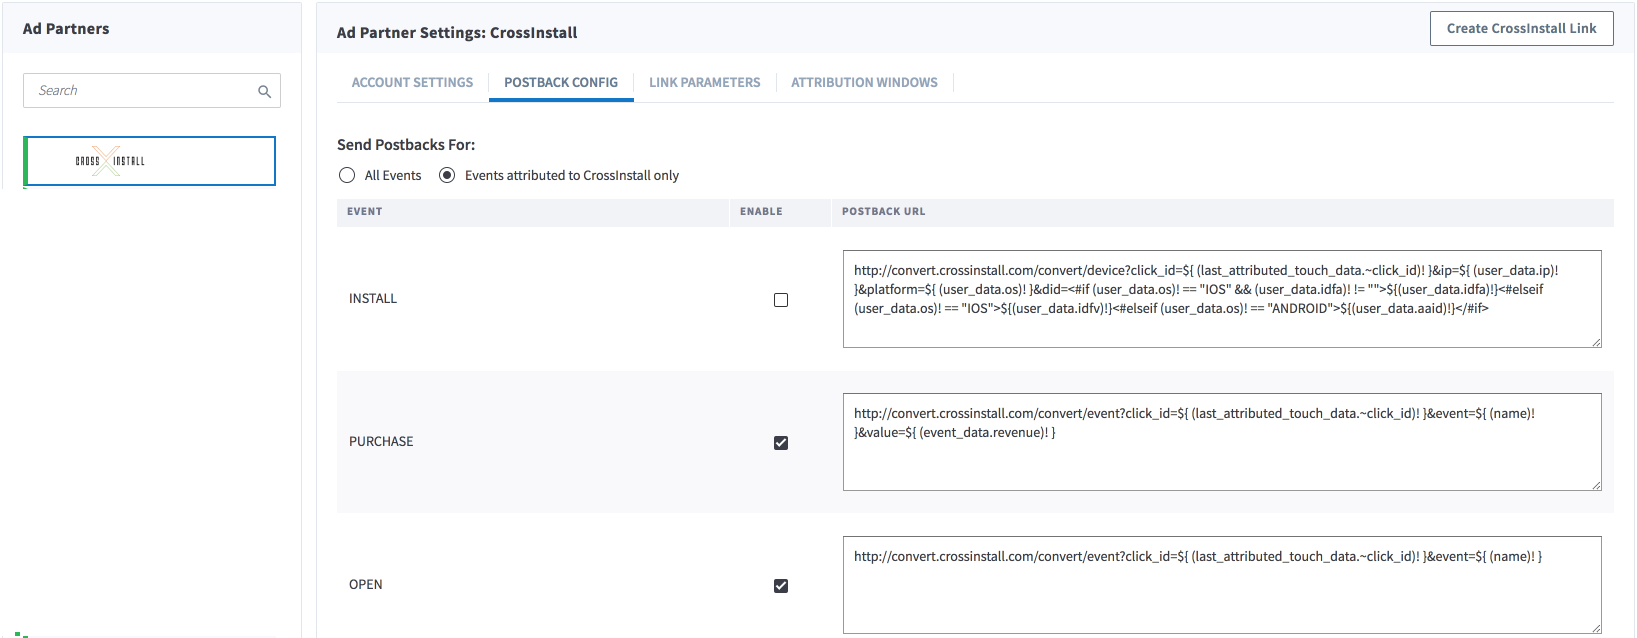 Ad Partners
Search
CROSS INSTALL
Ad Partner Settings: CrossInstall
Create CrossInstall Link
ACCOUNT SETTINGS
POSTBACK CONFIG
LINK PARAMETERS
ATTRIBUTION WINDOWS
Send Postbacks For:
All Events
Events attributed to CrossInstall only
EVENT
ENABLE
POSTBACK URL
INSTALL
http://convert.crossinstall.com/convert/device?click_id=${ (last_attributed_touch_data.~click_id)! }&ip=${ (user_data.ip)!
}&platform=${ (user_data.os)! }&did=<#if (user_data.os)! == "IOS" && (user_data.idfa)! != "">${(user_data.idfa)!}<#elseif
(user_data.os)! == "IOS">${(user_data.idfv)!}<#elseif (user_data.os)! == "ANDROID">${(user_data.aaid)!}</#if>
PURCHASE
http://convert.crossinstall.com/convert/event?click_id=${ (last_attributed_touch_data.~click_id)! }&event=${ (name)!
}&value=${ (event_data.revenue)! }
OPEN
http://convert.crossinstall.com/convert/event?click_id=${ (last_attributed_touch_data.~click_id)! }&event=${ (name)! }